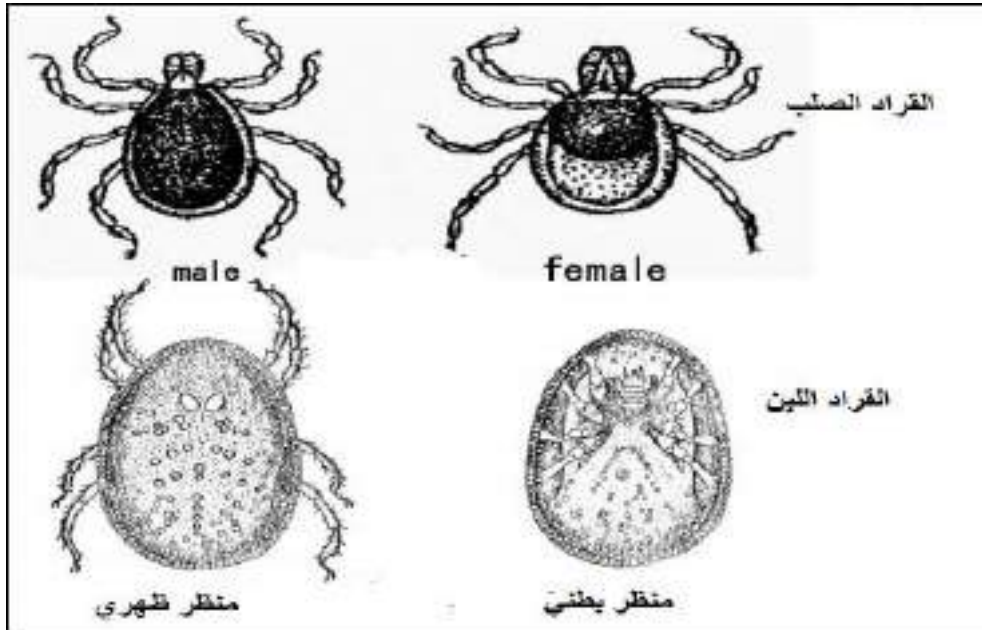 القراد الصلب
male
female
القراد اللين
منظر ظهري
منظر بطني